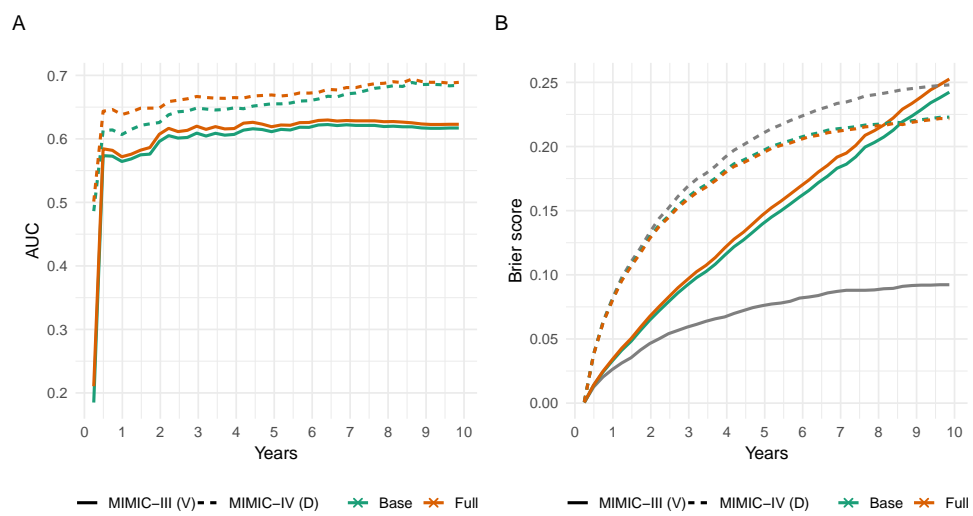 A
B
AUC
0.7
0.6
0.5
0.4
0.3
0.2
0 1 2 3 4 5 6 7 8 9 10
Years
Brier score
0.25
0.20
0.15
0.10
0.05
0.00
0 1 2 3 4 5 6 7 8 9 10
Years
MIMIC−III (V) MIMIC−IV (D) Base Full
MIMIC−III (V) MIMIC−IV (D) Base Full